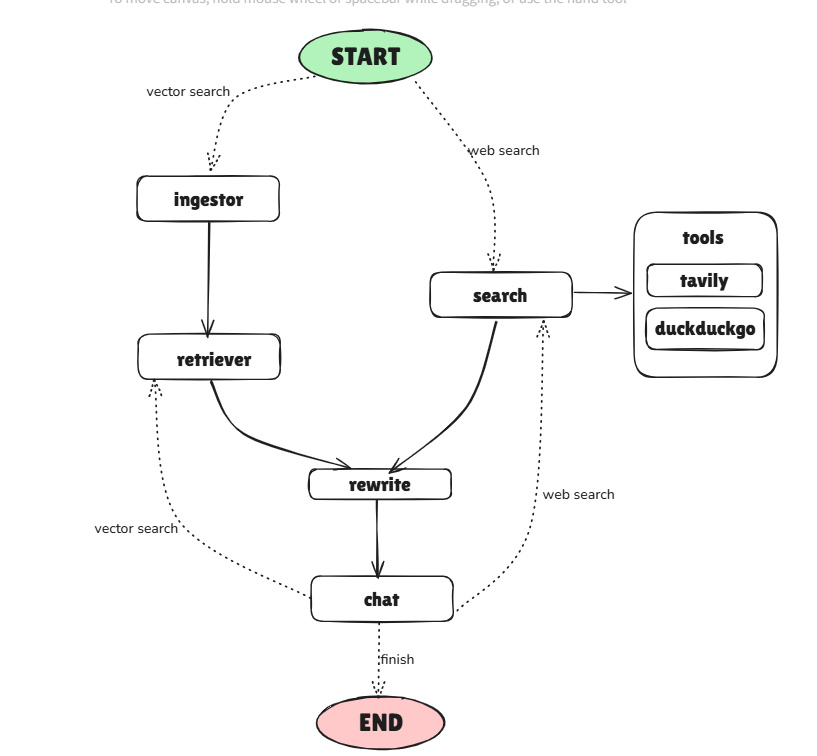 To move canvas, hold mouse wheel or spacebar while dragging, or use the hand tool
START
vector search
web search
ingestor
tools
search
tavily
duckduckgo
retriever
rewrite
web search
vector search
chat
finish
END